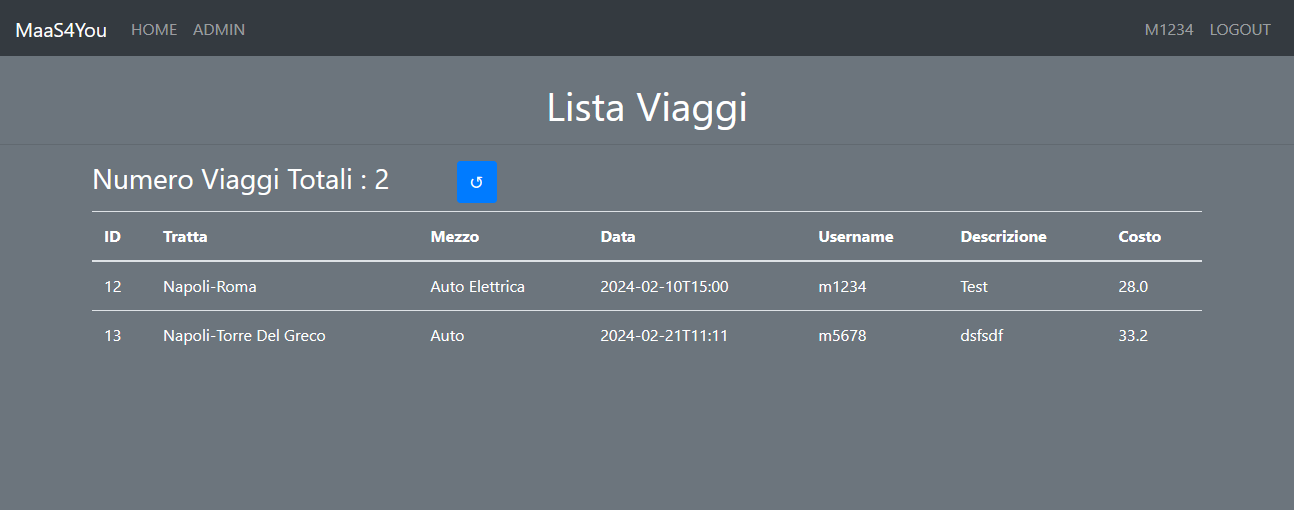 MaaS4You HOME ADMIN M1234 LOGOUT
Lista Viaggi
Numero Viaggi Totali : 2 ↺
ID Tratta Mezzo Data Username Descrizione Costo
12 Napoli-Roma Auto Elettrica 2024-02-10T15:00 m1234 Test 28.0
13 Napoli-Torre Del Greco Auto 2024-02-21T11:11 m5678 dsfsdf 33.2